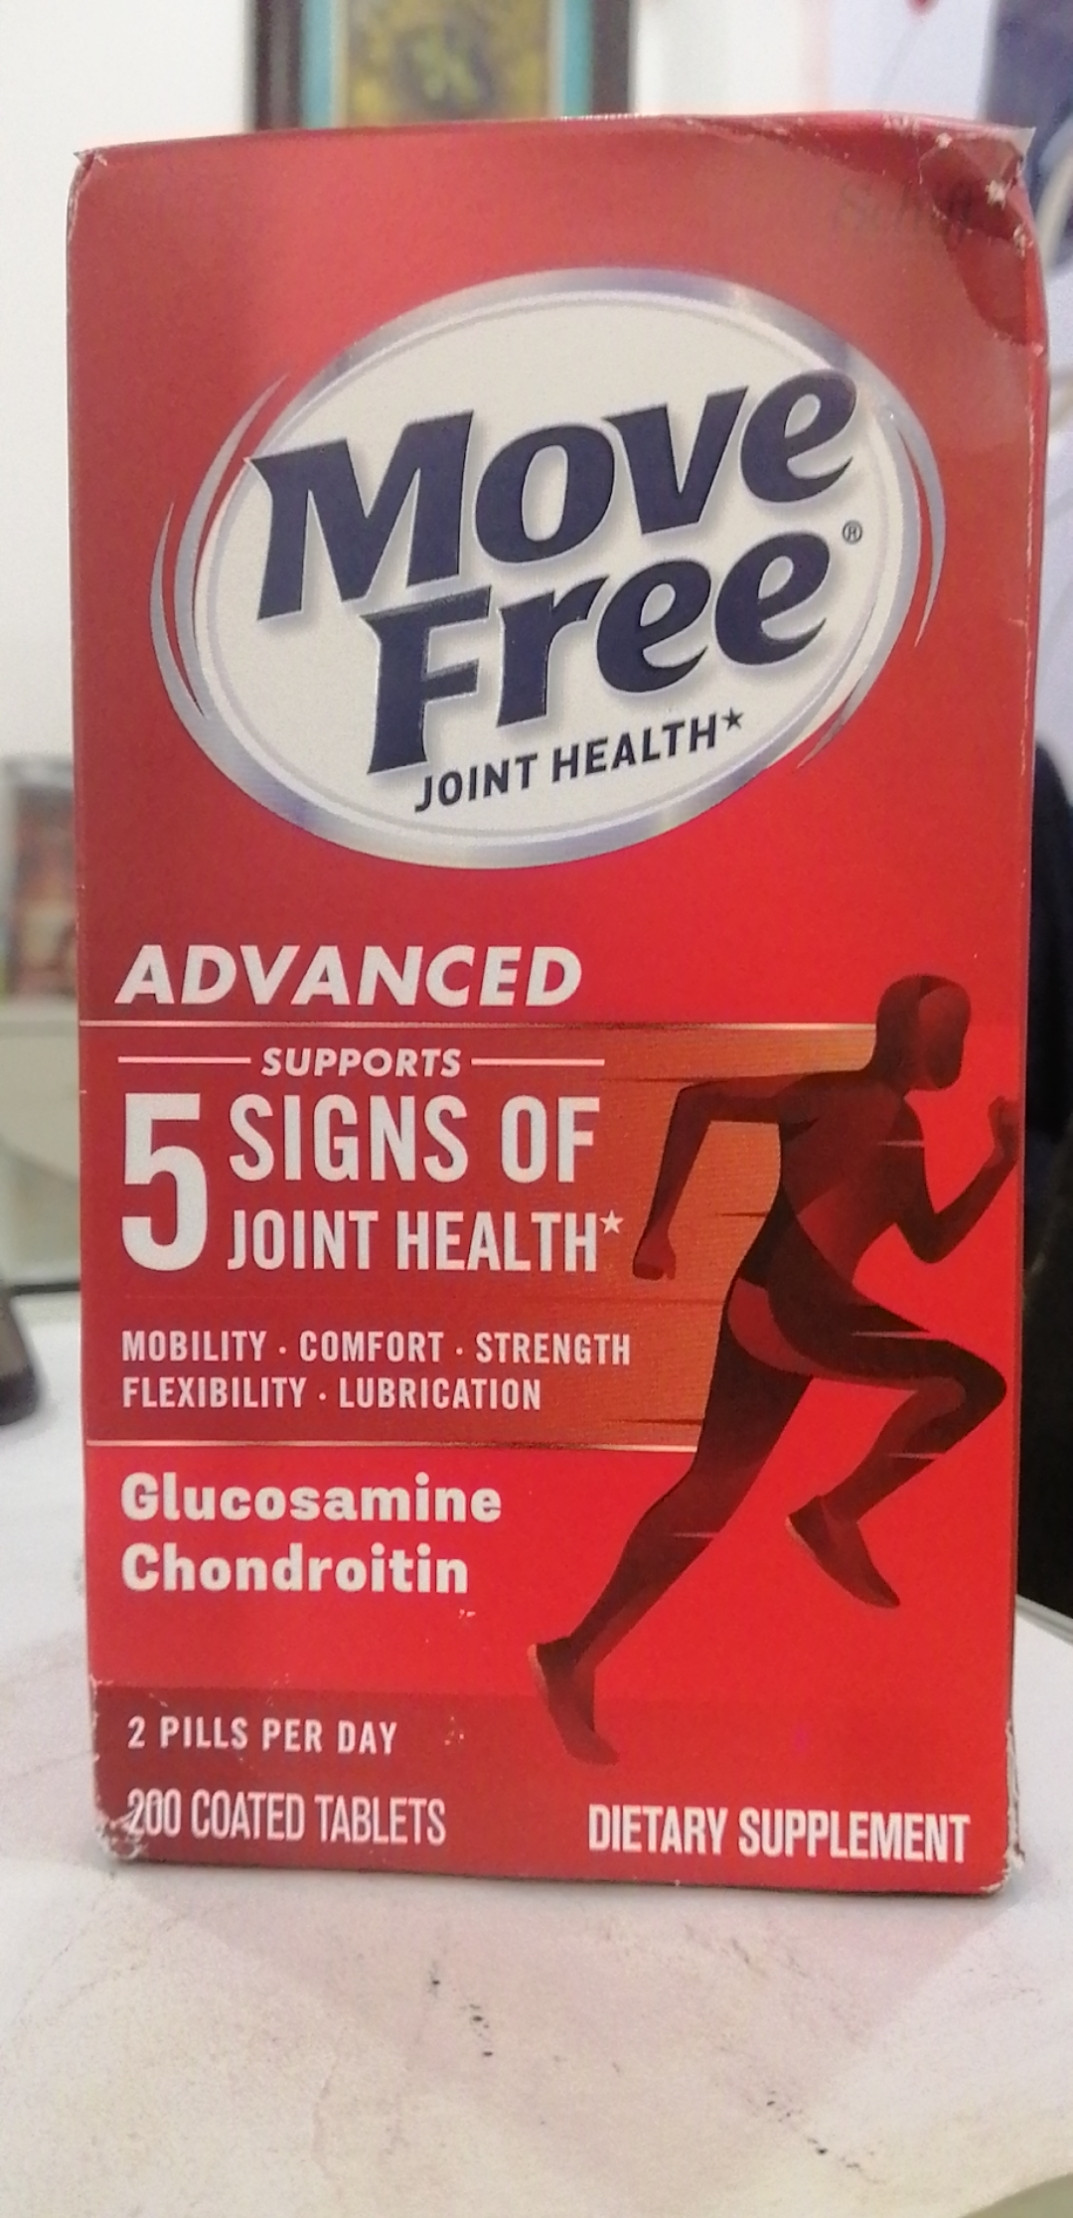 Schiff
Move
Free®
JOINT HEALTH*
ADVANCED
SUPPORTS
5 SIGNS OF
JOINT HEALTH*
MOBILITY · COMFORT · STRENGTH
FLEXIBILITY · LUBRICATION
Glucosamine
Chondroitin
2 PILLS PER DAY
200 COATED TABLETS
DIETARY SUPPLEMENT